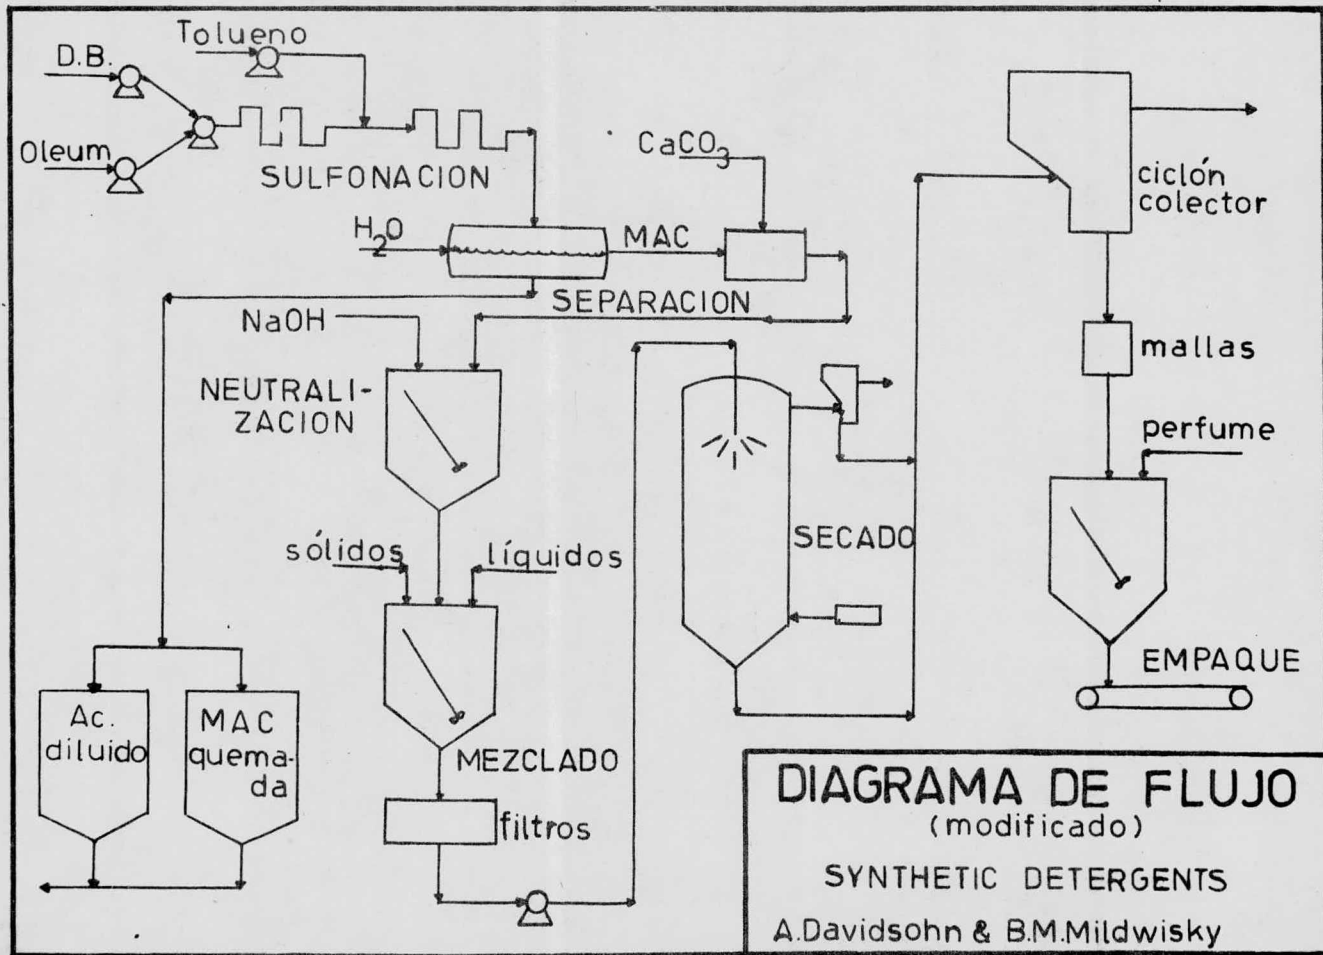 Tolueno
D.B.
Oleum
SULFONACION
CaCO3
H2O
MAC
SEPARACION
NaOH
NEUTRALI-
ZACION
sólidos
líquidos
MEZCLADO
filtros
Ac.
diluido
MAC
quema-
da
SECADO
ciclón
colector
mallas
perfume
EMPAQUE
DIAGRAMA DE FLUJO
(modificado)
SYNTHETIC DETERGENTS
A.Davidsohn & B.M.Mildwisky